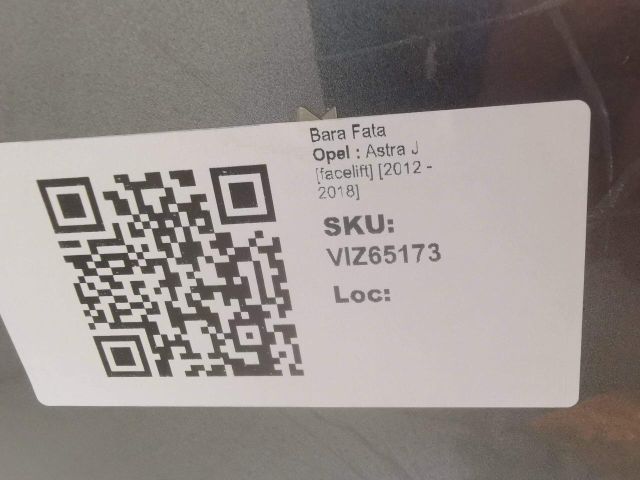 Bara Fata
Opel : Astra J
[facelift] [2012 -
2018]
SKU:
VIZ65173
Loc: